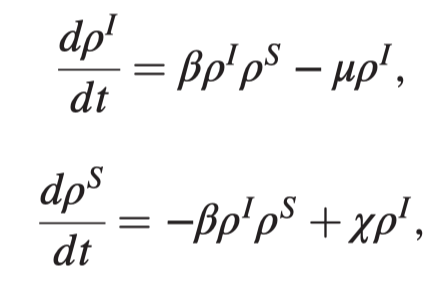 dρ^I/dt = βρ^I ρ^S − μρ^I,
dρ^S/dt = −βρ^I ρ^S + χρ^I,